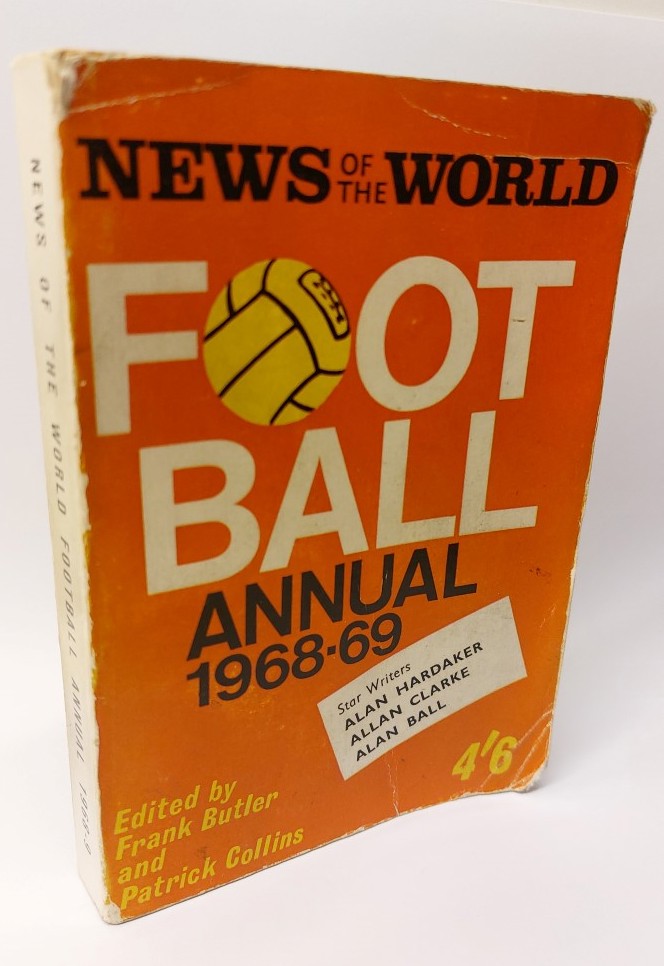 NEWS OF THE WORLD
FOOT
BALL
ANNUAL
1968-69
Star Writers
ALAN HARDAKER
ALLAN CLARKE
ALAN BALL
4'6
Edited by
Frank Butler
and
Patrick Collins
NEWS OF THE WORLD FOOTBALL ANNUAL 1968-9